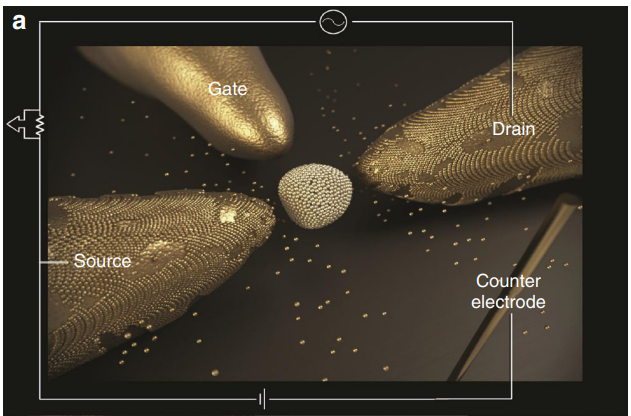 a
Gate
Drain
Source
Counter
electrode